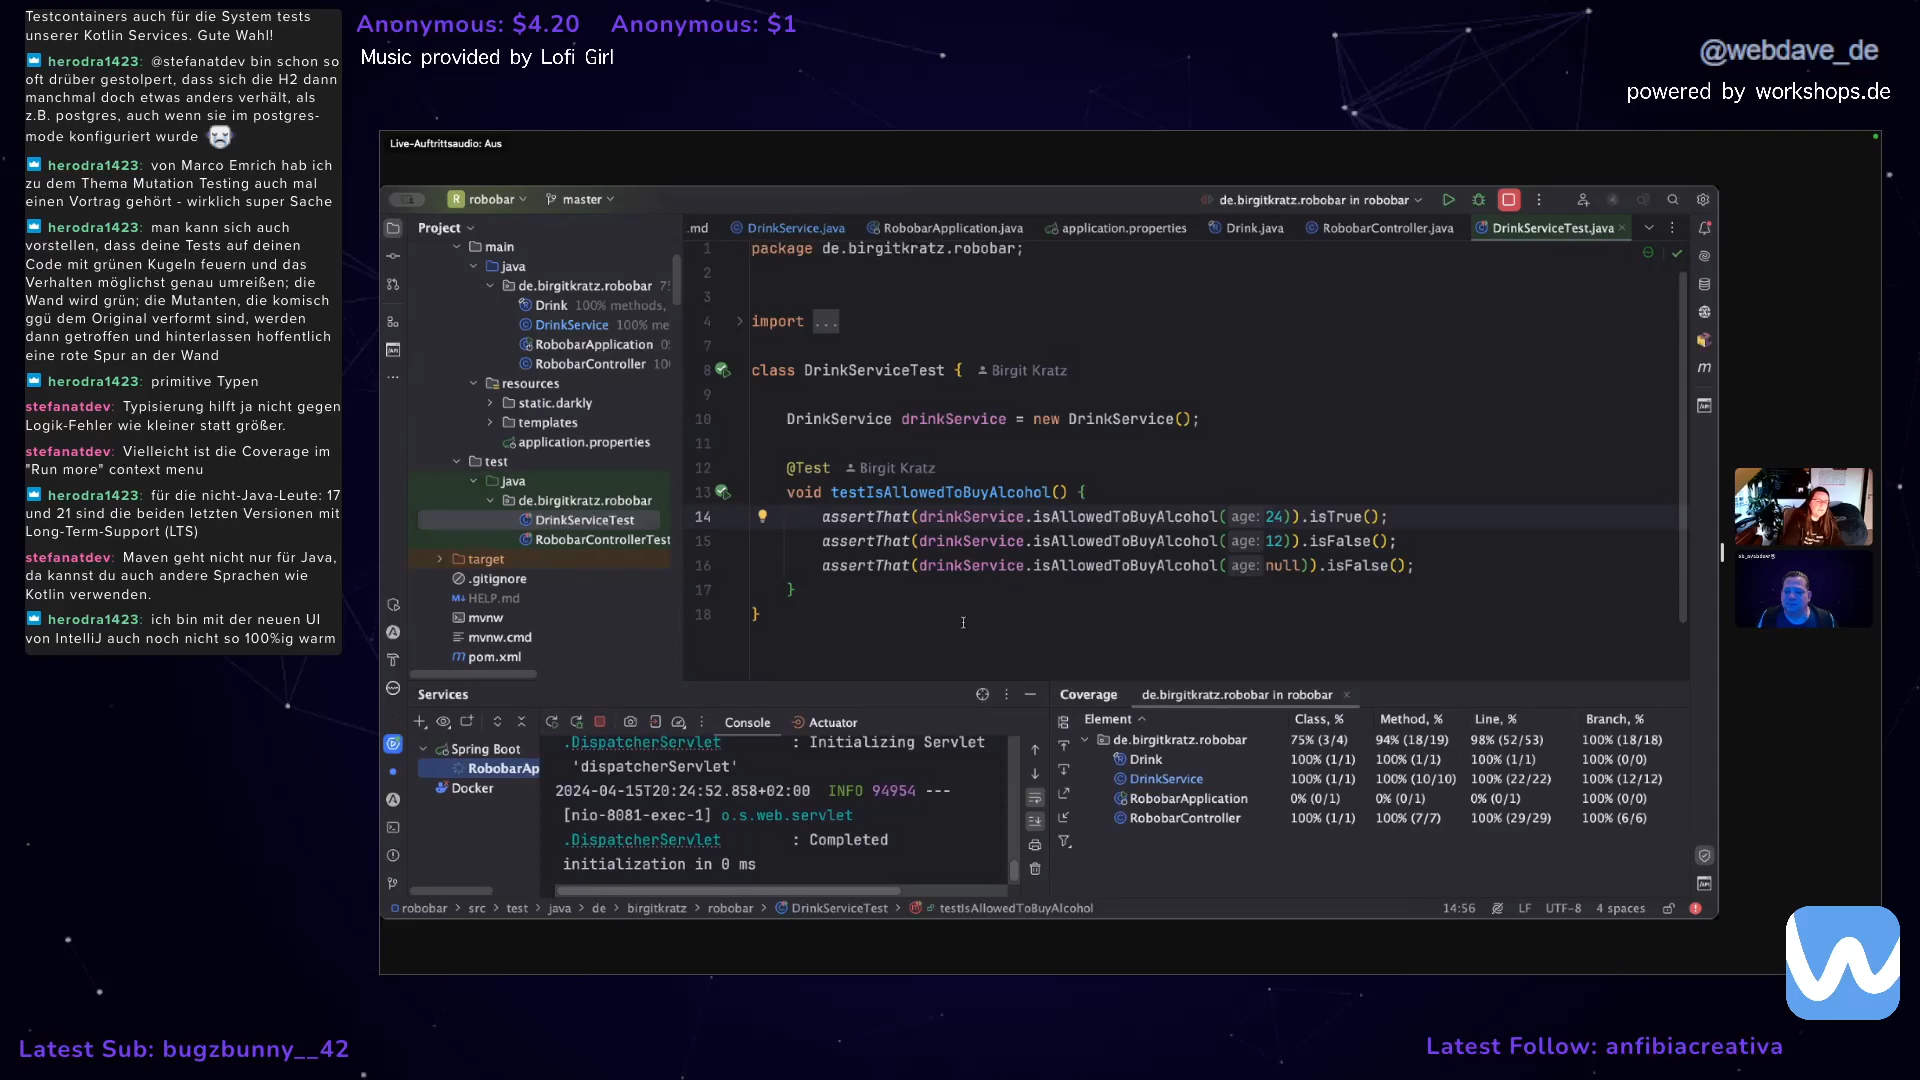 Testcontainers auch für die System tests
unserer Kotlin Services. Gute Wahl!
herodra1423: @stefanatdev bin schon so
oft drüber gestolpert, dass sich die H2 dann
manchmal doch etwas anders verhält, als
z.B. postgres, auch wenn sie im postgres-
mode konfiguriert wurde
herodra1423: von Marco Emrich hab ich
zu dem Thema Mutation Testing auch mal
einen Vortrag gehört - wirklich super Sache
herodra1423: man kann sich auch
vorstellen, dass deine Tests auf deinen
Code mit grünen Kugeln feuern und das
Verhalten möglichst genau umreißen; die
Wand wird grün; die Mutanten, die komisch
ggü dem Original verformt sind, werden
dann getroffen und hinterlassen hoffentlich
eine rote Spur an der Wand
herodra1423: primitive Typen
stefanatdev: Typisierung hilft ja nicht gegen
Logik-Fehler wie kleiner statt größer.
stefanatdev: Vielleicht ist die Coverage im
"Run more" context menu
herodra1423: für die nicht-Java-Leute: 17
und 21 sind die beiden letzten Versionen mit
Long-Term-Support (LTS)
stefanatdev: Maven geht nicht nur für Java,
da kannst du auch andere Sprachen wie
Kotlin verwenden.
herodra1423: ich bin mit der neuen UI
von IntelliJ auch noch nicht so 100%ig warm
Anonymous: $4.20 Anonymous: $1
Music provided by Lofi Girl
@webdave_de
powered by workshops.de
Live-Auftrittsaudio: Aus
R robobar master de.birgitkratz.robobar in robobar
Project
main
java
de.birgitkratz.robobar 75
Drink 100% methods,
DrinkService 100% me
RobobarApplication 0
RobobarController 10
resources
static.darkly
templates
application.properties
test
java
de.birgitkratz.robobar
DrinkServiceTest
RobobarControllerTest
target
.gitignore
HELP.md
mvnw
mvnw.cmd
pom.xml
.md DrinkService.java RobobarApplication.java application.properties Drink.java RobobarController.java DrinkServiceTest.java
1 package de.birgitkratz.robobar;
2
3
4 import ...
7
8 class DrinkServiceTest { Birgit Kratz
9
10 DrinkService drinkService = new DrinkService();
11
12 @Test Birgit Kratz
13 void testIsAllowedToBuyAlcohol() {
14 assertThat(drinkService.isAllowedToBuyAlcohol( age: 24)).isTrue();
15 assertThat(drinkService.isAllowedToBuyAlcohol( age: 12)).isFalse();
16 assertThat(drinkService.isAllowedToBuyAlcohol( age: null)).isFalse();
17 }
18 }
Services
Console Actuator
Spring Boot
RobobarAp
Docker
.DispatcherServlet : Initializing Servlet
'dispatcherServlet'
2024-04-15T20:24:52.858+02:00 INFO 94954 ---
[nio-8081-exec-1] o.s.web.servlet
.DispatcherServlet : Completed
initialization in 0 ms
Coverage de.birgitkratz.robobar in robobar
Element Class, % Method, % Line, % Branch, %
de.birgitkratz.robobar 75% (3/4) 94% (18/19) 98% (52/53) 100% (18/18)
Drink 100% (1/1) 100% (1/1) 100% (1/1) 100% (0/0)
DrinkService 100% (1/1) 100% (10/10) 100% (22/22) 100% (12/12)
RobobarApplication 0% (0/1) 0% (0/1) 0% (0/1) 100% (0/0)
RobobarController 100% (1/1) 100% (7/7) 100% (29/29) 100% (6/6)
robobar > src > test > java > de > birgitkratz > robobar > DrinkServiceTest > testIsAllowedToBuyAlcohol
14:56 LF UTF-8 4 spaces
Latest Sub: bugzbunny__42
Latest Follow: anfibiacreativa